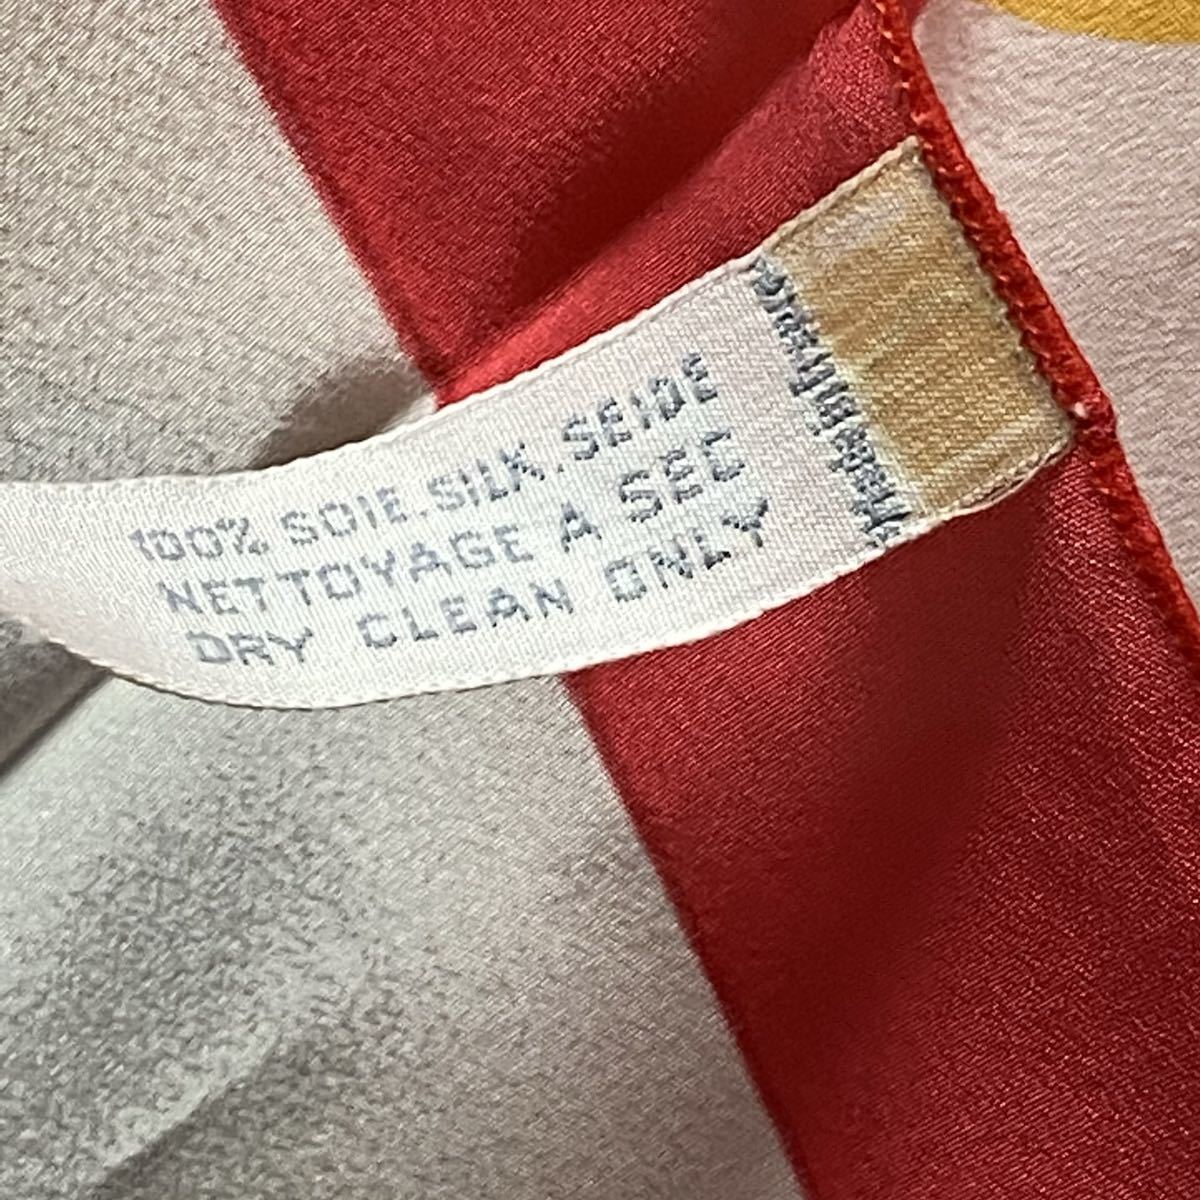 100% SOIE.SILK.SEIDE
NETTOYAGE A SEC
DRY CLEAN ONLY